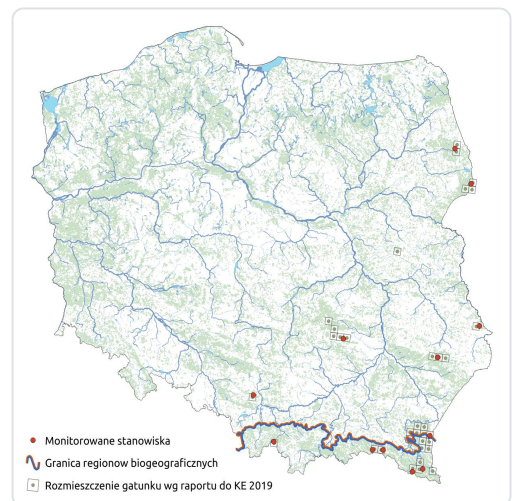 Monitorowane stanowiska
Granica regionow biogeograficznych
Rozmieszczenie gatunku wg raportu do KE 2019